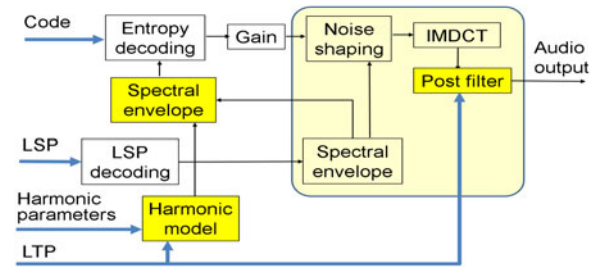 Code
Entropy
decoding
Gain
Noise
shaping
IMDCT
Audio
output
Spectral
envelope
Post filter
LSP
LSP
decoding
Spectral
envelope
Harmonic
parameters
Harmonic
model
LTP